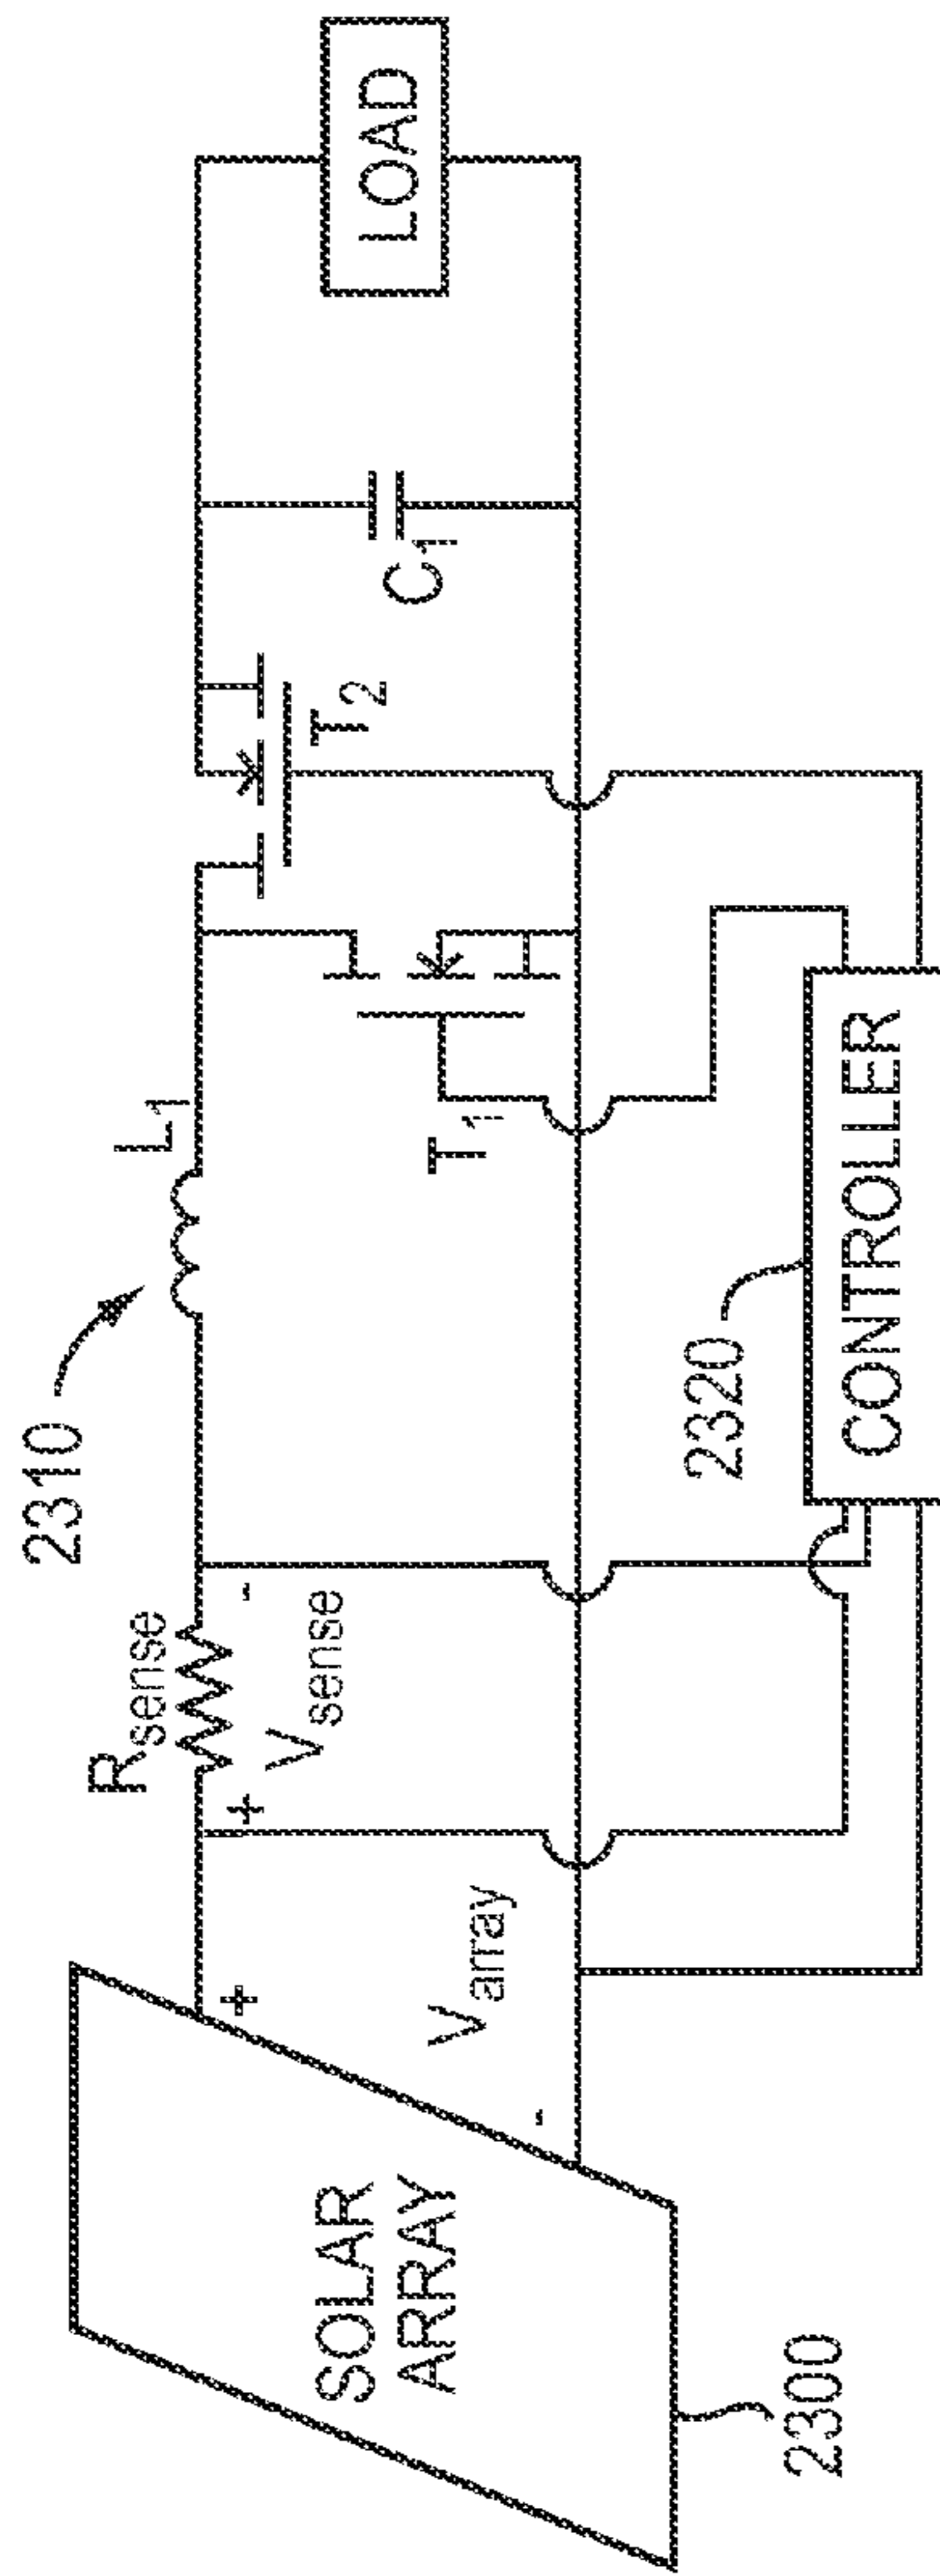 2310
L1
Rsense
+ Vsense -
+
Varray
-
SOLAR
ARRAY
2300
T1
T2
C1
LOAD
2320
CONTROLLER